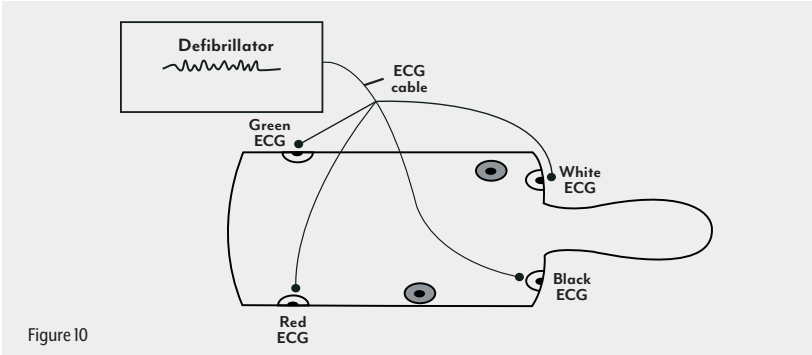 Defibrillator
ECG
cable
Green
ECG
White
ECG
Black
ECG
Red
ECG
Figure 10